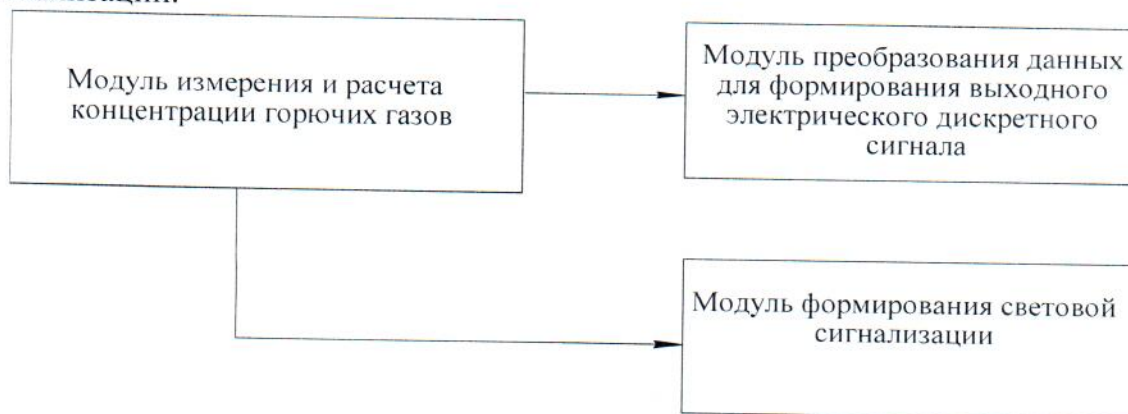 Модуль измерения и расчета
концентрации горючих газов
Модуль преобразования данных
для формирования выходного
электрического дискретного
сигнала
Модуль формирования световой
сигнализации